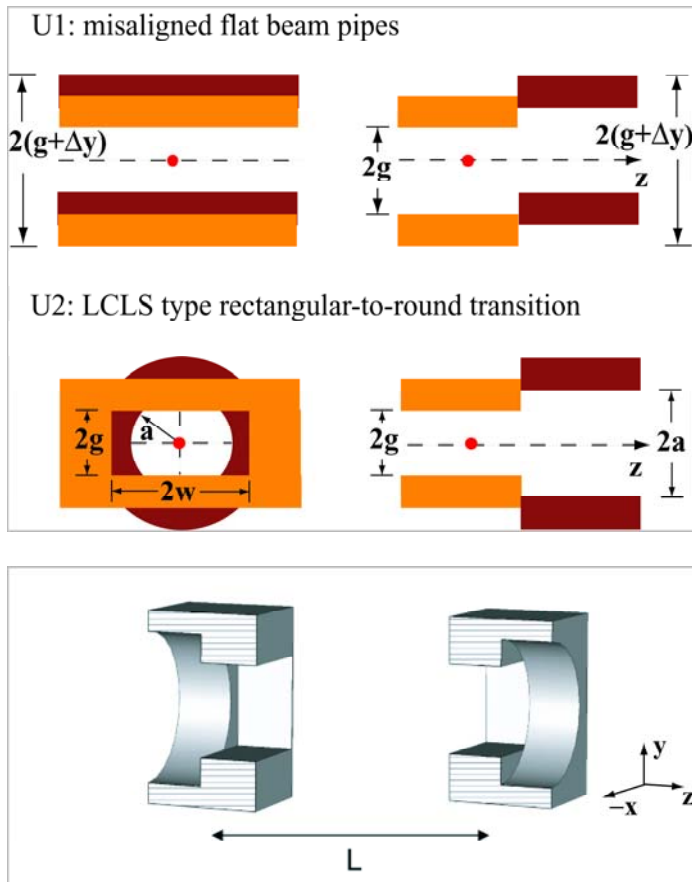 U1: misaligned flat beam pipes
2(g+Δy)
2g
2(g+Δy)
z
U2: LCLS type rectangular-to-round transition
2g
a
2w
2g
2a
z
L
y
z
−x